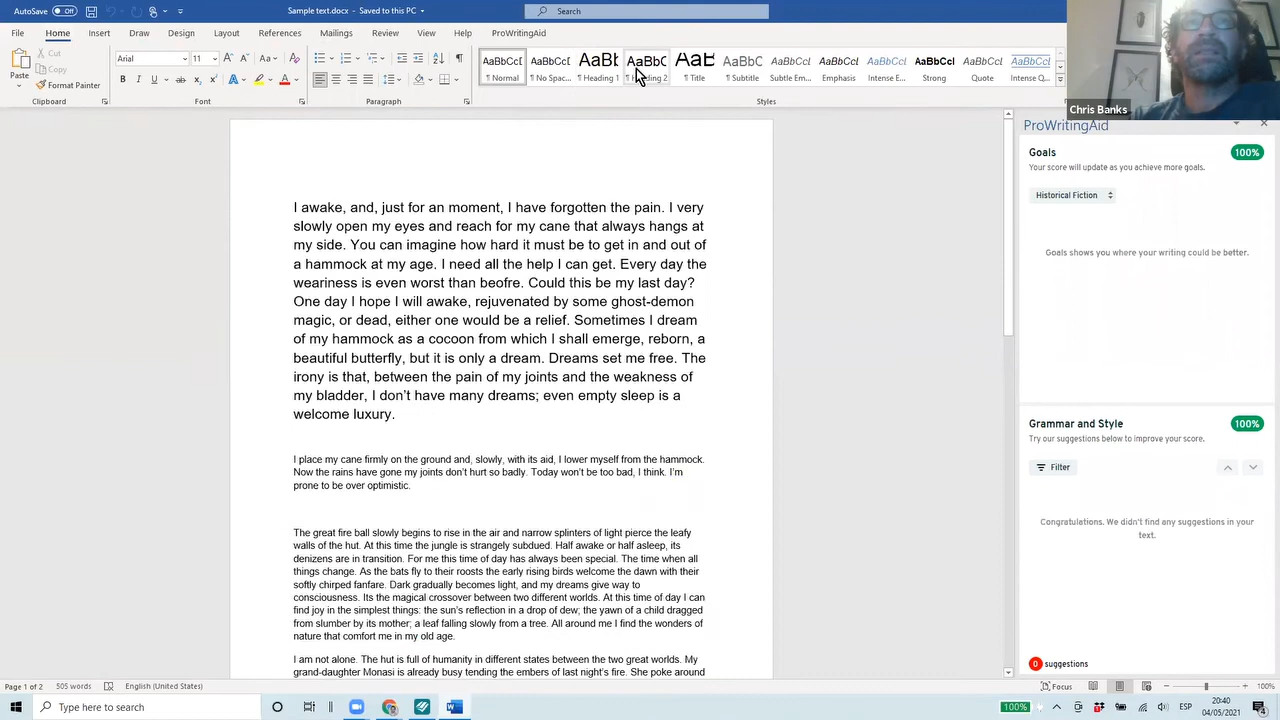 AutoSave Off Sample text.docx - Saved to this PC Search
File Home Insert Draw Design Layout References Mailings Review View Help ProWritingAid
Paste Cut Copy Format Painter
Arial 11
AaBbCcI AaBbCcI AaBb AaBbC AaB AaBbC AaBbCcI AaBbCcI AaBbCcI AaBbCcI AaBbCcI AaBbCcI
¶ Normal ¶ No Spac... ¶ Heading 1 ¶ Title ¶ Subtitle Subtle Em... Emphasis Intense E... Strong Quote Intense Q...
Clipboard Font Paragraph Styles
Chris Banks
ProWritingAid
Goals 100%
Your score will update as you achieve more goals.
Historical Fiction
Goals shows you where your writing could be better.
Grammar and Style 100%
Try our suggestions below to improve your score.
Filter
Congratulations. We didn't find any suggestions in your
text.
0 suggestions
I awake, and, just for an moment, I have forgotten the pain. I very
slowly open my eyes and reach for my cane that always hangs at
my side. You can imagine how hard it must be to get in and out of
a hammock at my age. I need all the help I can get. Every day the
weariness is even worst than beofre. Could this be my last day?
One day I hope I will awake, rejuvenated by some ghost-demon
magic, or dead, either one would be a relief. Sometimes I dream
of my hammock as a cocoon from which I shall emerge, reborn, a
beautiful butterfly, but it is only a dream. Dreams set me free. The
irony is that, between the pain of my joints and the weakness of
my bladder, I don't have many dreams; even empty sleep is a
welcome luxury.
I place my cane firmly on the ground and, slowly, with its aid, I lower myself from the hammock.
Now the rains have gone my joints don't hurt so badly. Today won't be too bad, I think. I'm
prone to be over optimistic.
The great fire ball slowly begins to rise in the air and narrow splinters of light pierce the leafy
walls of the hut. At this time the jungle is strangely subdued. Half awake or half asleep, its
denizens are in transition. For me this time of day has always been special. The time when all
things change. As the bats fly to their roosts the early rising birds welcome the dawn with their
softly chirped fanfare. Dark gradually becomes light, and my dreams give way to
consciousness. Its the magical crossover between two different worlds. At this time of day I can
find joy in the simplest things: the sun's reflection in a drop of dew; the yawn of a child dragged
from slumber by its mother; a leaf falling slowly from a tree. All around me I find the wonders of
nature that comfort me in my old age.
I am not alone. The hut is full of humanity in different states between the two great worlds. My
grand-daughter Monasi is already busy tending the embers of last night's fire. She poke around
Page 1 of 2 505 words English (United States) Focus 100%
Type here to search 100% ESP 20:40
04/05/2021